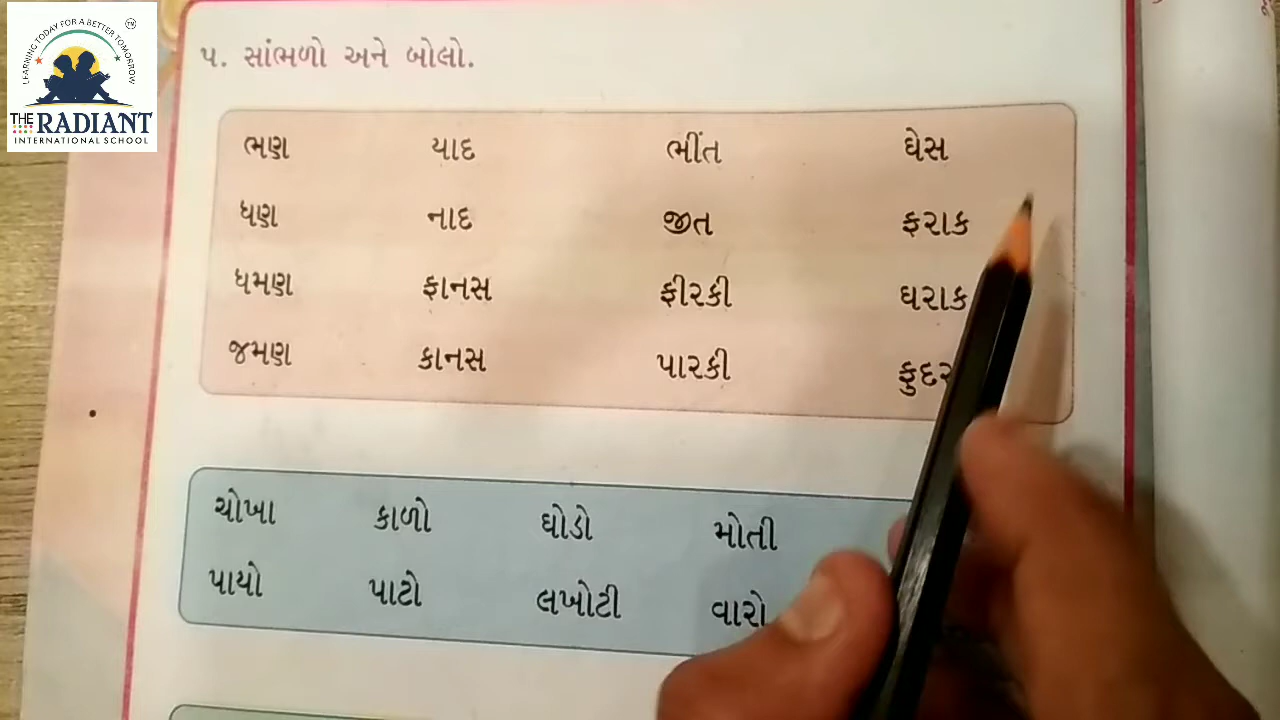 LEARNING TODAY FOR A BETTER TOMORROW
TM
THE RADIANT
INTERNATIONAL SCHOOL
૫. સાંભળો અને બોલો.
ભણ યાદ ભીંત ઘેસ
ધણ નાદ જીત ફરાક
ધમણ ફાનસ ફીરકી ઘરાક
જમણ કાનસ પારકી
ચોખા કાળો ઘોડો મોતી
પાયો પાટો લખોટી વારો